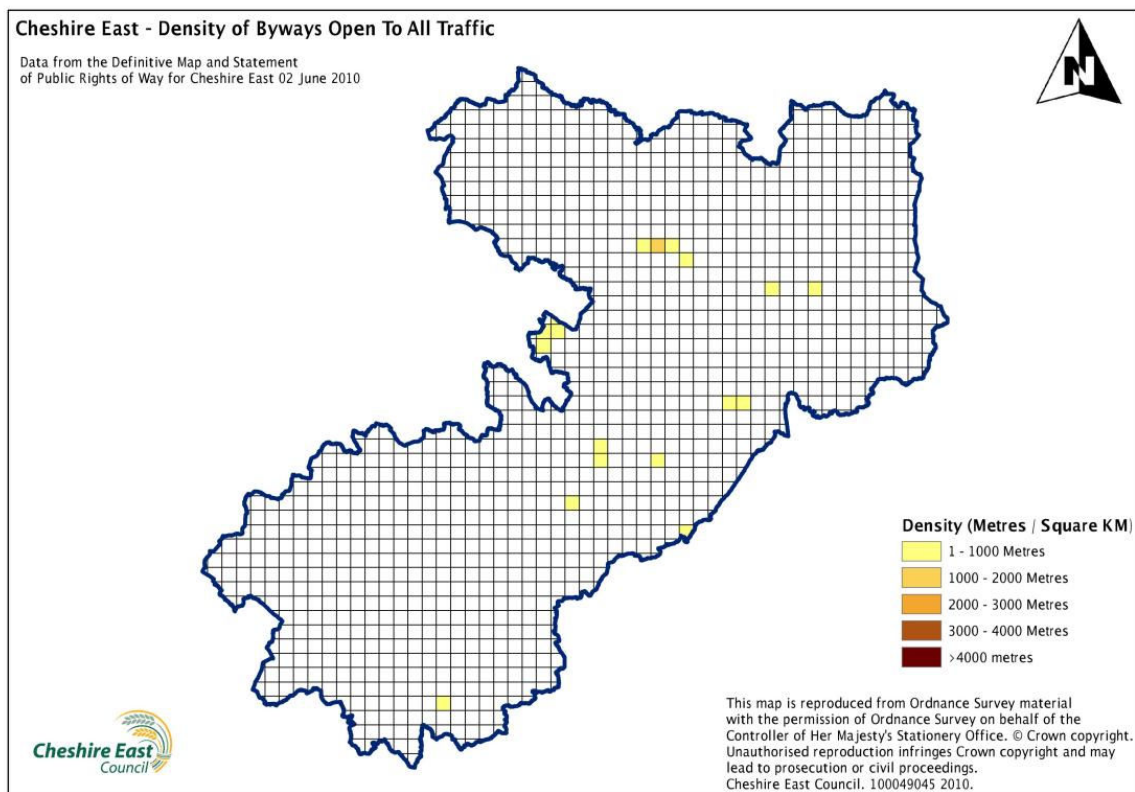 Cheshire East - Density of Byways Open To All Traffic
Data from the Definitive Map and Statement
of Public Rights of Way for Cheshire East 02 June 2010
N
Density (Metres / Square KM)
1 - 1000 Metres
1000 - 2000 Metres
2000 - 3000 Metres
3000 - 4000 Metres
>4000 metres
This map is reproduced from Ordnance Survey material
with the permission of Ordnance Survey on behalf of the
Controller of Her Majesty's Stationery Office. © Crown copyright.
Unauthorised reproduction infringes Crown copyright and may
lead to prosecution or civil proceedings.
Cheshire East Council. 100049045 2010.
Cheshire East
Council